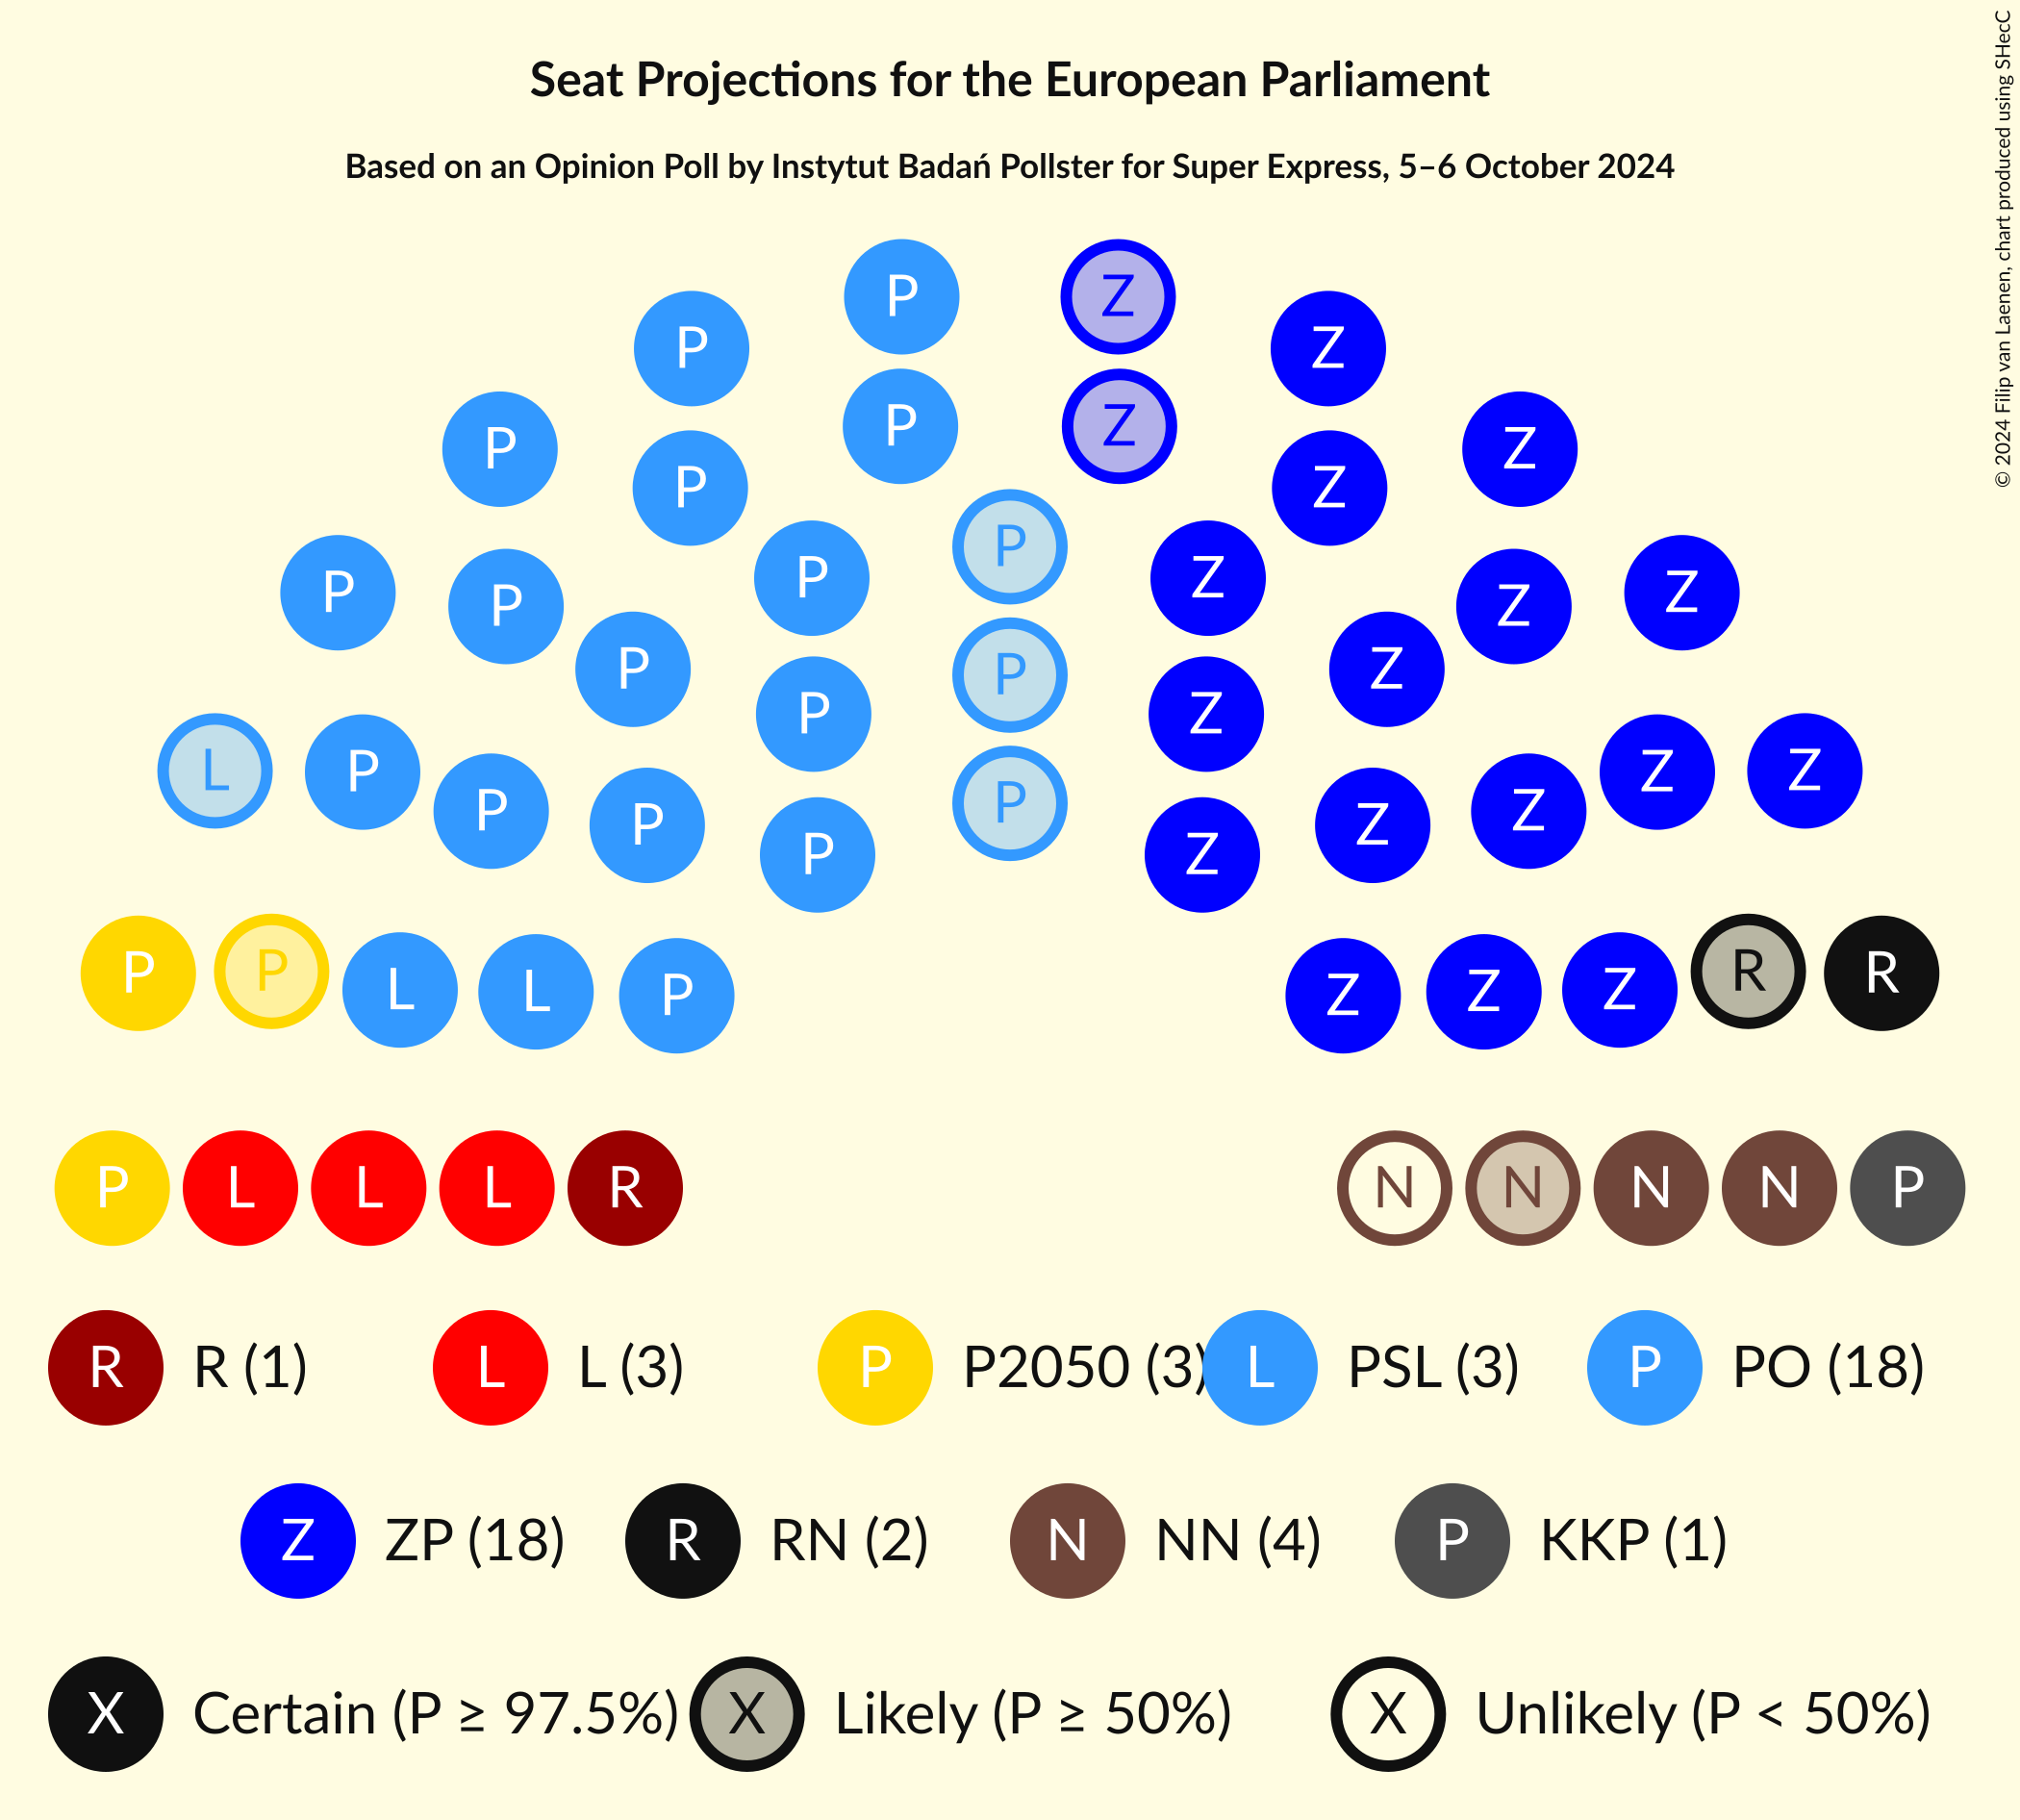 Seat Projections for the European Parliament
Based on an Opinion Poll by Instytut Badań Pollster for Super Express, 5–6 October 2024
© 2024 Filip van Laenen, chart produced using SHecC
P Z
P Z
P Z
P Z
P Z
P
P Z
P P Z Z
P P Z Z
P
P Z
L P Z Z
P
P Z Z
P Z
P P L L P Z Z Z R R
P L L L R N N N N P
R R (1) L L (3) P P2050 (3) L PSL (3) P PO (18)
Z ZP (18) R RN (2) N NN (4) P KKP (1)
X Certain (P ≥ 97.5%) X Likely (P ≥ 50%) X Unlikely (P < 50%)